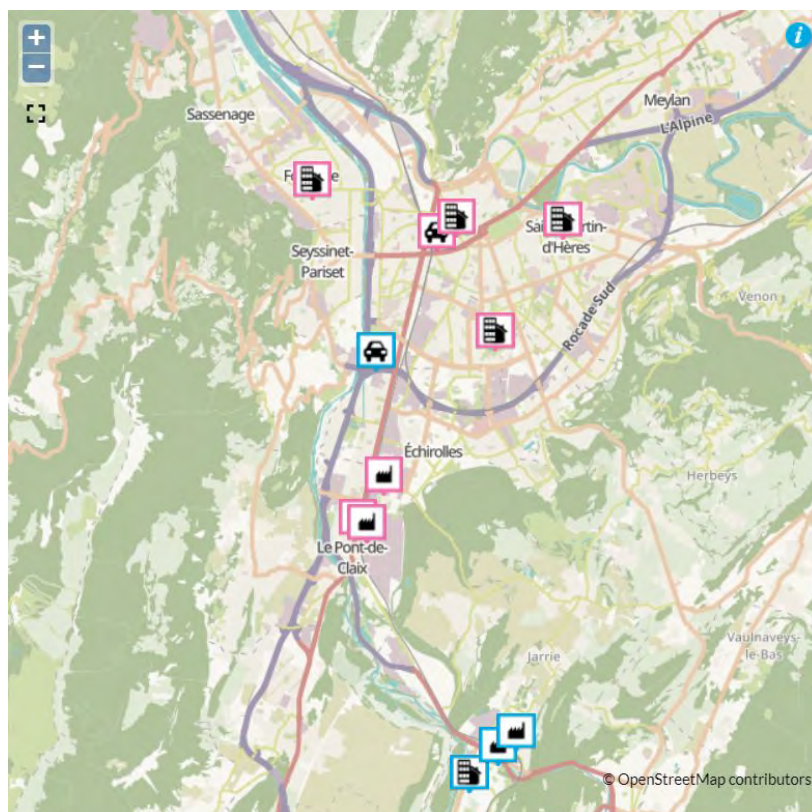 +
i
−
Meylan
Sassenage
L'Alpine
Seyssinet-
Pariset
d'Hères
Venon
Rocade Sud
Échirolles
Herbeys
Le Pont-de-
Claix
Vaulnaveys-
le-Bas
Jarrie
© OpenStreetMap contributors